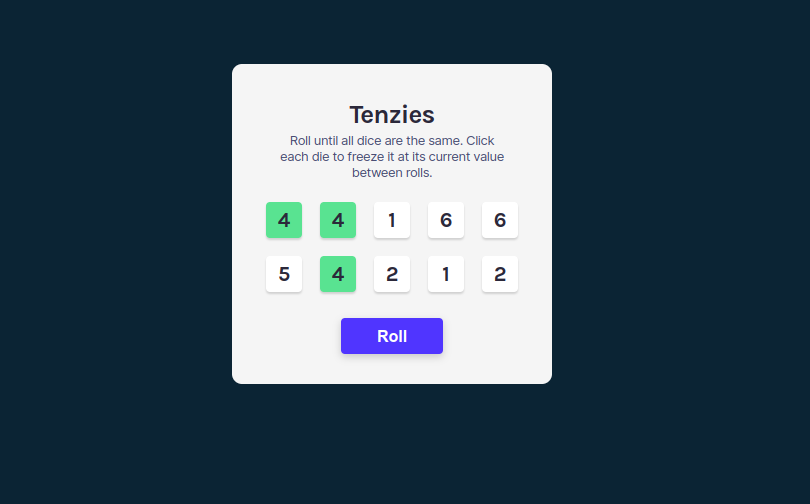 Tenzies
Roll until all dice are the same. Click
each die to freeze it at its current value
between rolls.
4 4 1 6 6
5 4 2 1 2
Roll